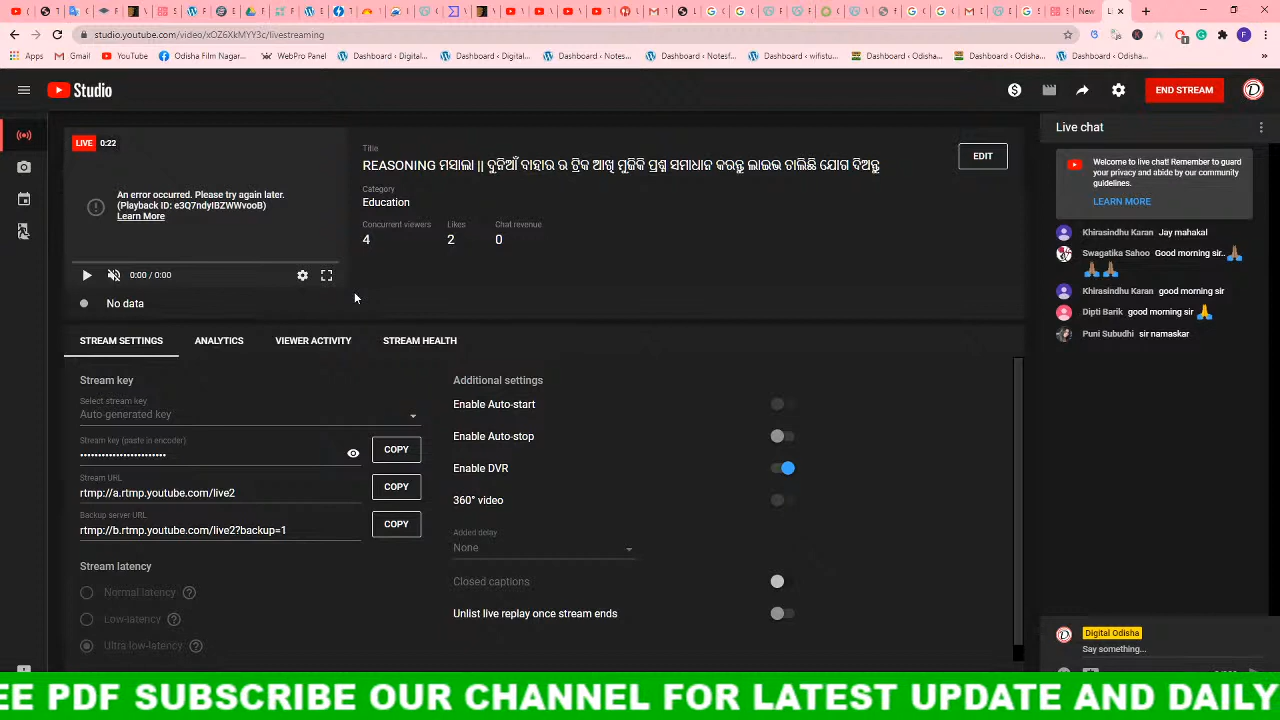 studio.youtube.com/video/xOZ6XkMYY3c/livestreaming
Apps Gmail YouTube Odisha Film Nagar... WebPro Panel Dashboard ‹ Digital... Dashboard ‹ Digital... Dashboard ‹ Notes... Dashboard ‹ wifistu... Dashboard ‹ Odisha... Dashboard ‹ Odisha...
Studio
END STREAM
LIVE 0:22
An error occurred. Please try again later.
(Playback ID: e3Q7ndyIBZWWvooB)
Learn More
0:00 / 0:00
No data
Title
REASONING ମସାଲା || ଦୁନିଆଁ ବାହାର ର ଟ୍ରିକ ଆଖି ବୁଜିକି ପ୍ରଶ୍ନ ସମାଧାନ କରନ୍ତୁ ଲାଇଭ ଚାଲିଛି ଯୋଗ ଦିଅନ୍ତୁ
EDIT
Category
Education
Concurrent viewers Likes Chat revenue
4 2 0
STREAM SETTINGS ANALYTICS VIEWER ACTIVITY STREAM HEALTH
Stream key
Select stream key
Auto-generated key
Stream key (paste in encoder)
COPY
Stream URL
rtmp://a.rtmp.youtube.com/live2
COPY
Backup server URL
rtmp://b.rtmp.youtube.com/live2?backup=1
COPY
Stream latency
Normal latency
Low-latency
Ultra low-latency
Additional settings
Enable Auto-start
Enable Auto-stop
Enable DVR
360° video
Added delay
None
Closed captions
Unlist live replay once stream ends
Live chat
Welcome to live chat! Remember to guard
your privacy and abide by our community
guidelines.
LEARN MORE
Khirasindhu Karan Jay mahakal
Swagatika Sahoo Good morning sir..
Khirasindhu Karan good morning sir
Dipti Barik good morning sir
Puni Subudhi sir namaskar
Digital Odisha
Say something...
EE PDF SUBSCRIBE OUR CHANNEL FOR LATEST UPDATE AND DAILY